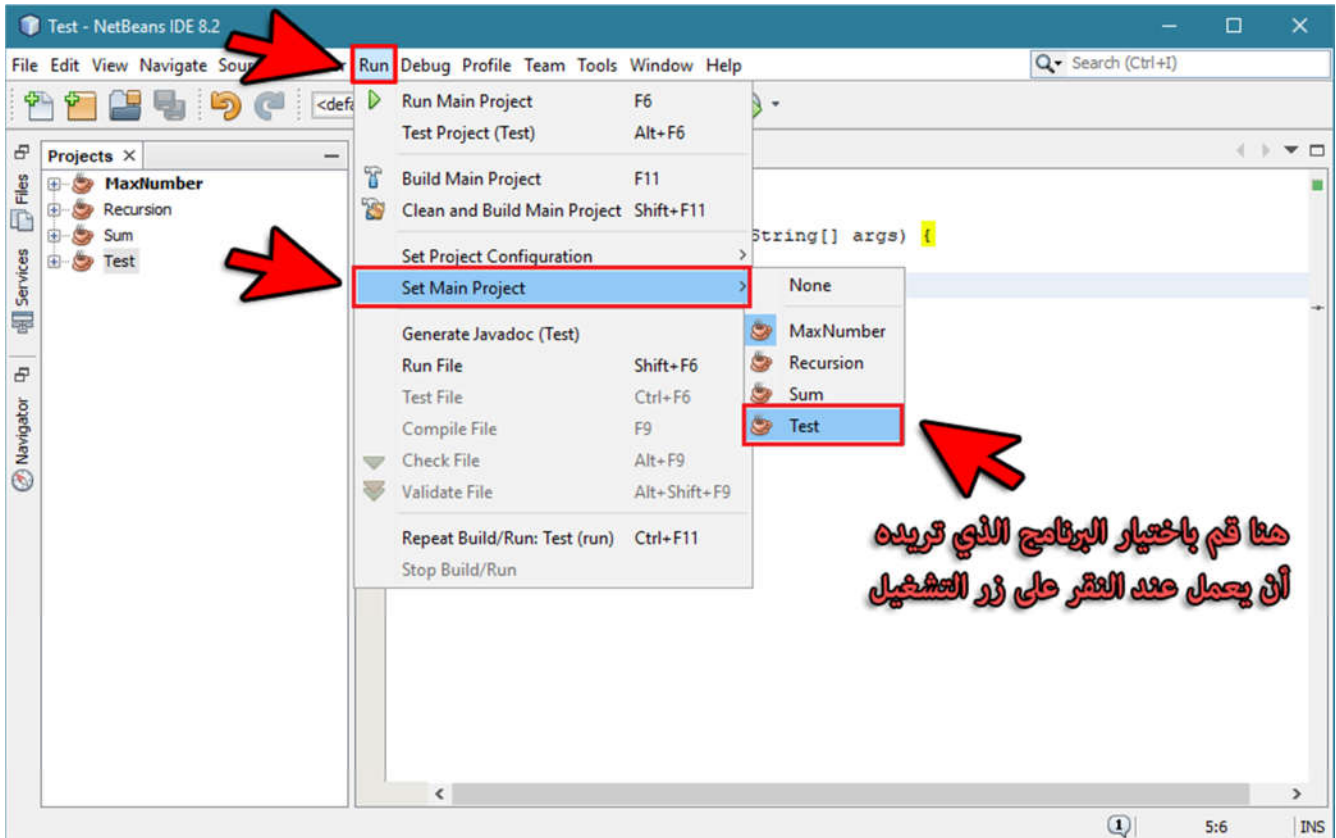 Test - NetBeans IDE 8.2
File Edit View Navigate Run Debug Profile Team Tools Window Help
Search (Ctrl+I)
Run Main Project F6
Test Project (Test) Alt+F6
Projects
MaxNumber
Recursion
Sum
Test
Files
Services
Navigator
Build Main Project F11
Clean and Build Main Project Shift+F11
String[] args) {
Set Project Configuration
Set Main Project
None
MaxNumber
Recursion
Sum
Test
Generate Javadoc (Test)
Run File Shift+F6
Test File Ctrl+F6
Compile File F9
Check File Alt+F9
Validate File Alt+Shift+F9
Repeat Build/Run: Test (run) Ctrl+F11
Stop Build/Run
هنا قم باختيار البرنامج الذي تريده
أن يعمل عند النقر على زر التشغيل
1
5:6 INS